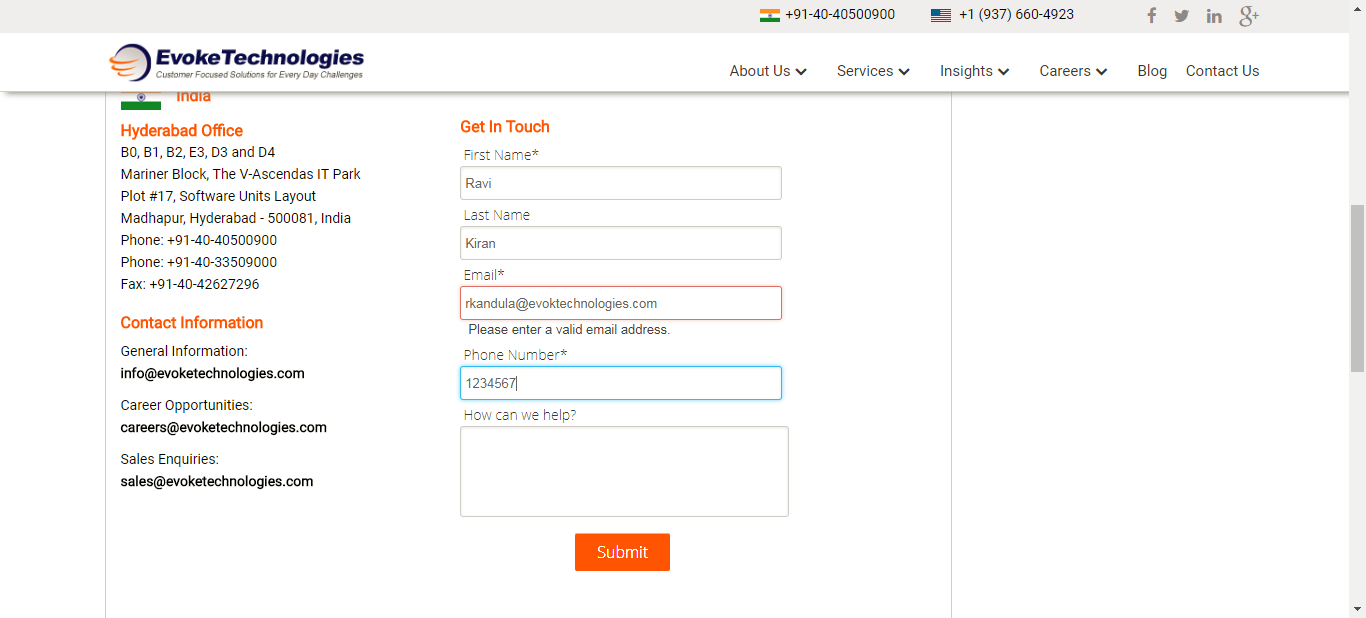 +91-40-40500900
+1 (937) 660-4923
EvokeTechnologies
Customer Focused Solutions for Every Day Challenges
About Us
Services
Insights
Careers
Blog
Contact Us
India
Hyderabad Office
B0, B1, B2, E3, D3 and D4
Mariner Block, The V-Ascendas IT Park
Plot #17, Software Units Layout
Madhapur, Hyderabad - 500081, India
Phone: +91-40-40500900
Phone: +91-40-33509000
Fax: +91-40-42627296
Contact Information
General Information:
info@evoketechnologies.com
Career Opportunities:
careers@evoketechnologies.com
Sales Enquiries:
sales@evoketechnologies.com
Get In Touch
First Name*
Ravi
Last Name
Kiran
Email*
rkandula@evoktechnologies.com
Please enter a valid email address.
Phone Number*
1234567
How can we help?
Submit